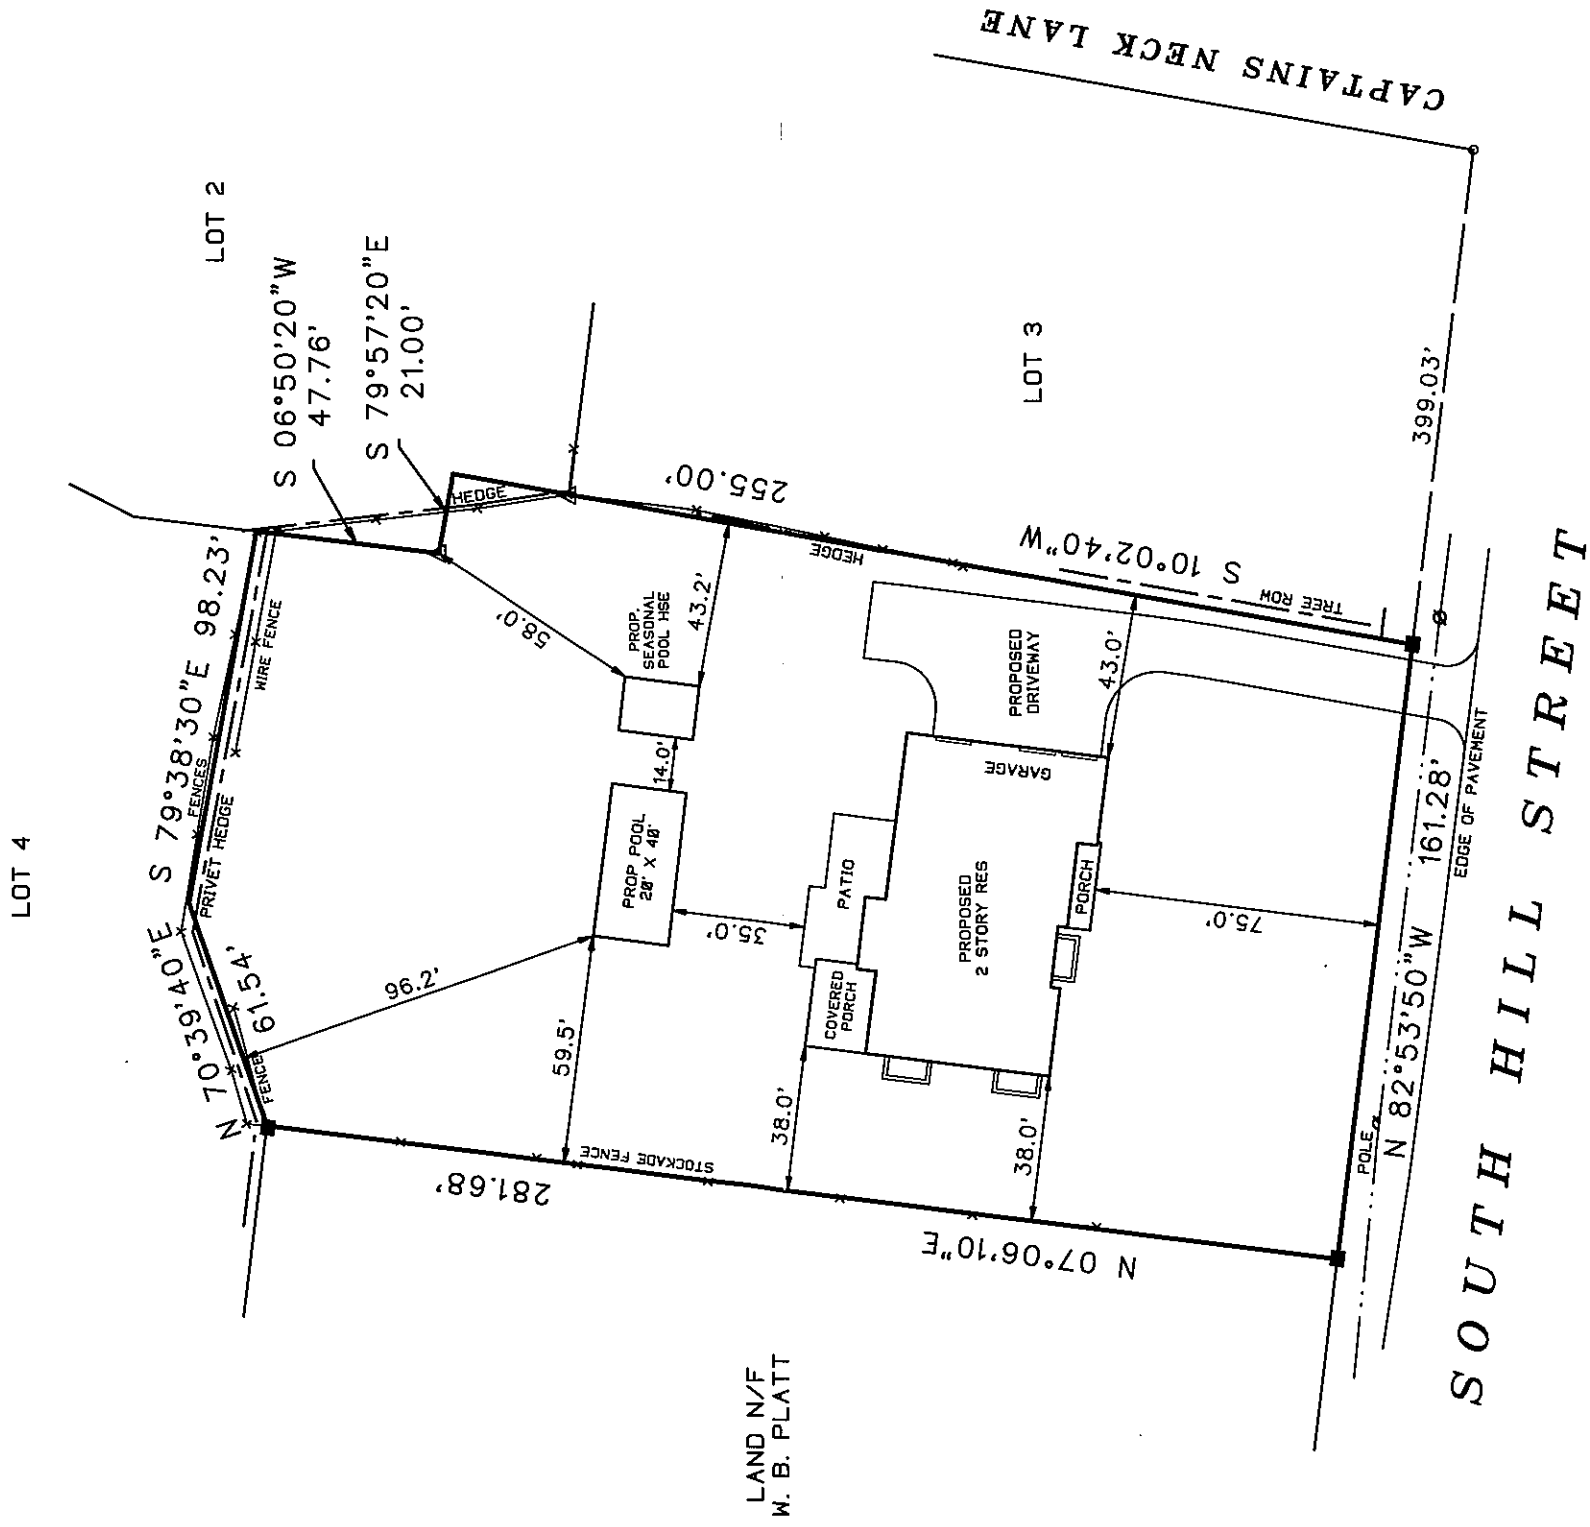 LOT 4
LOT 2
S 06°50'20"W
47.76'
S 79°57'20"E
21.00'
CAPTAINS NECK LANE
N 70°39'40"E
61.54'
S 79°38'30"E 98.23'
FENCE
FENCES
PRIVET HEDGE
WIRE FENCE
HEDGE
255.00'
S 10°02'40"W
HEDGE
TREE ROW
LOT 3
399.03'
58.0'
96.2'
59.5'
PROP.
SEASONAL
POOL HSE
43.2'
14.0'
PROP. POOL
20' X 40'
35.0'
281.68'
STOCKADE FENCE
N 07°06'10"E
38.0'
38.0'
COVERED
PORCH
PATIO
PROPOSED
2 STORY RES
GARAGE
PORCH
PROPOSED
DRIVEWAY
43.0'
75.0'
POLE
N 82°53'50"W 161.28'
EDGE OF PAVEMENT
SOUTH HILL STREET
LAND N/F
W. B. PLATT